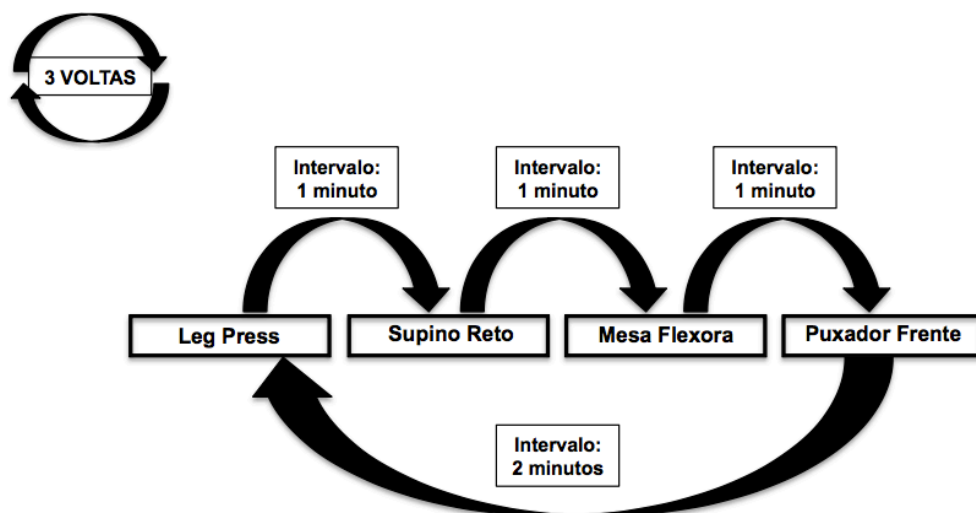 3 VOLTAS
Intervalo:
1 minuto
Intervalo:
1 minuto
Intervalo:
1 minuto
Leg Press
Supino Reto
Mesa Flexora
Puxador Frente
Intervalo:
2 minutos